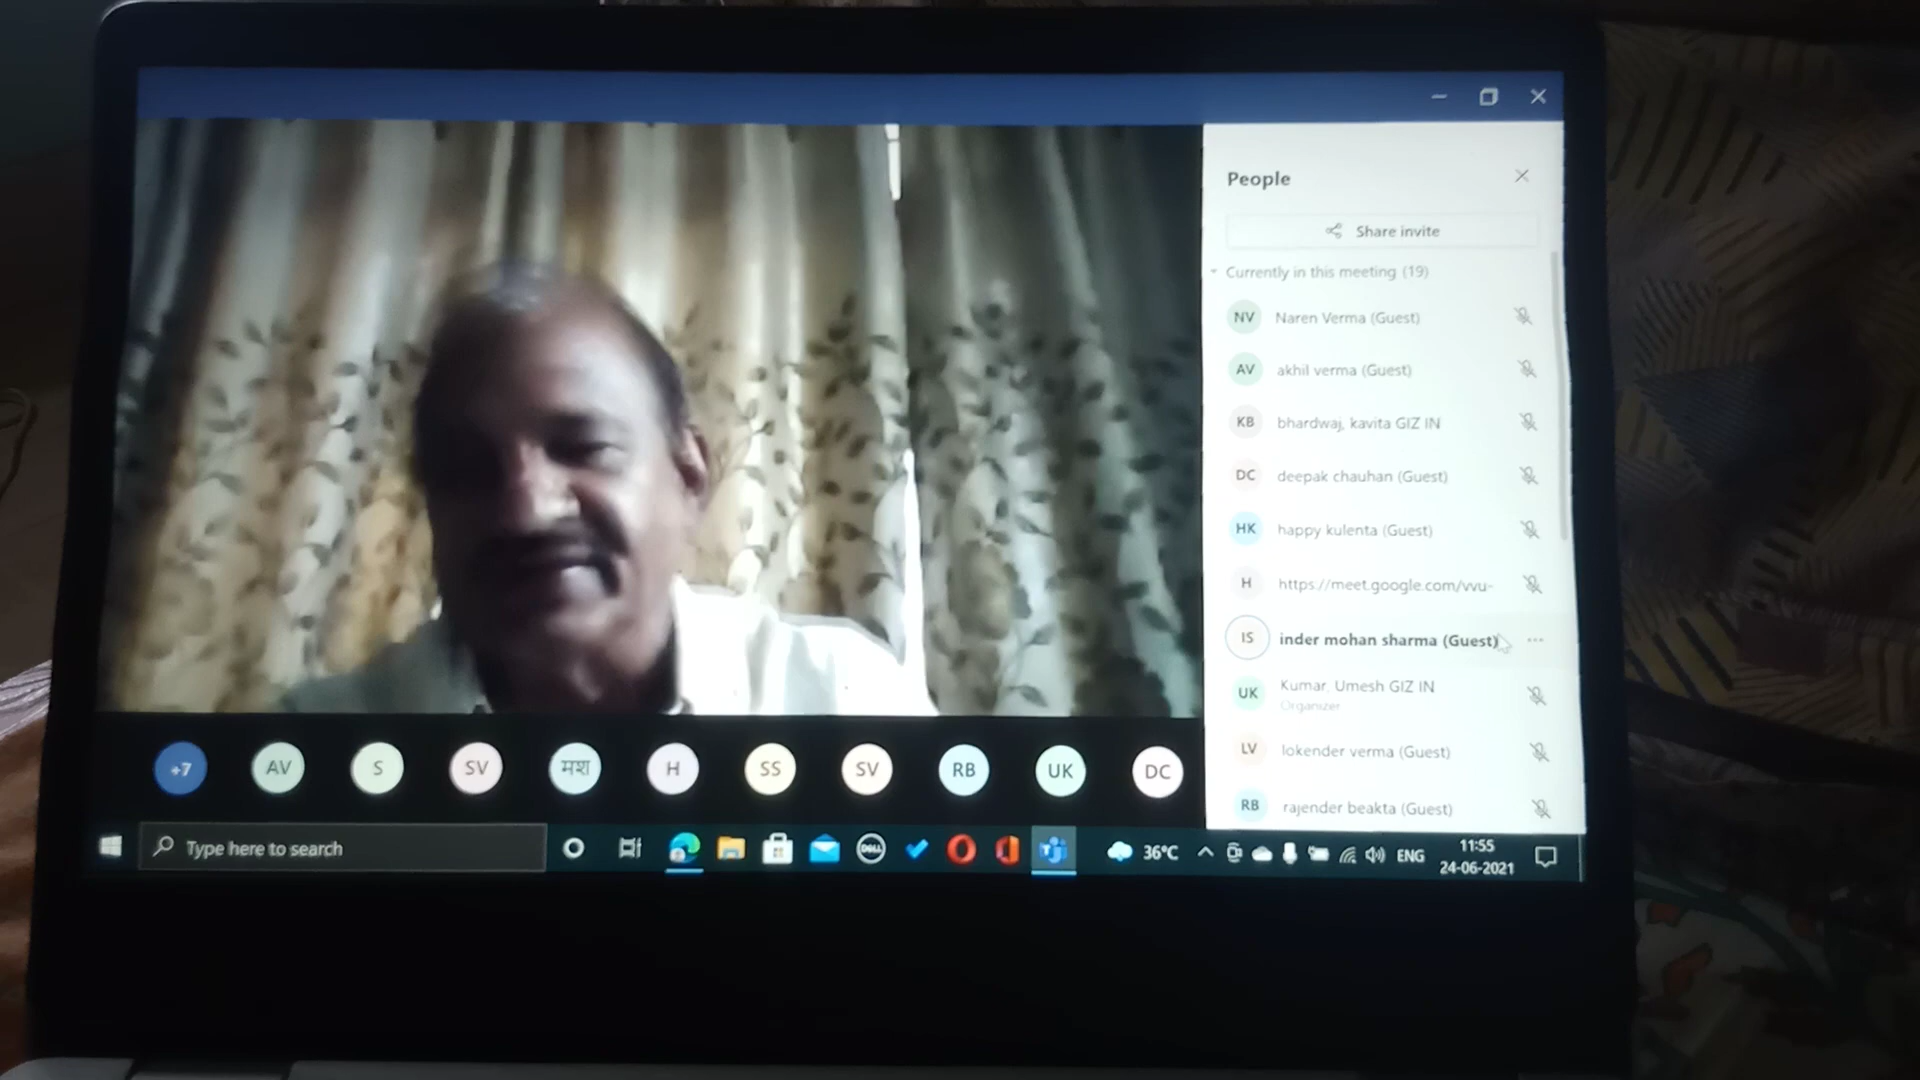 People
Share invite
Currently in this meeting (19)
NV Naren Verma (Guest)
AV akhil verma (Guest)
KB bhardwaj, kavita GIZ IN
DC deepak chauhan (Guest)
HK happy kulenta (Guest)
H https://meet.google.com/vvu-
IS inder mohan sharma (Guest)
UK Kumar, Umesh GIZ IN
Organizer
LV lokender verma (Guest)
RB rajender beakta (Guest)
+7 AV S SV मश H SS SV RB UK DC
Type here to search
DELL
36°C
ENG
11:55
24-06-2021